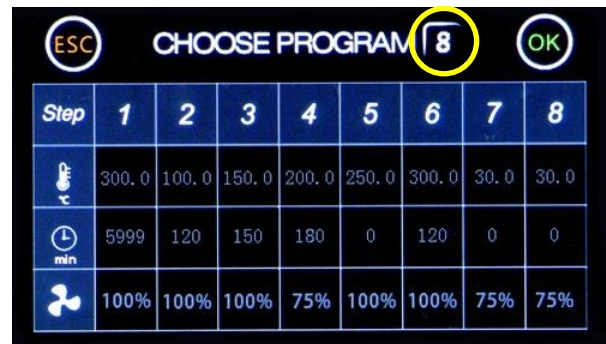 ESC CHOOSE PROGRAM 8 OK
Step 1 2 3 4 5 6 7 8
°C 300.0 100.0 150.0 200.0 250.0 300.0 30.0 30.0
min 5999 120 150 180 0 120 0 0
100% 100% 100% 75% 100% 100% 75% 75%